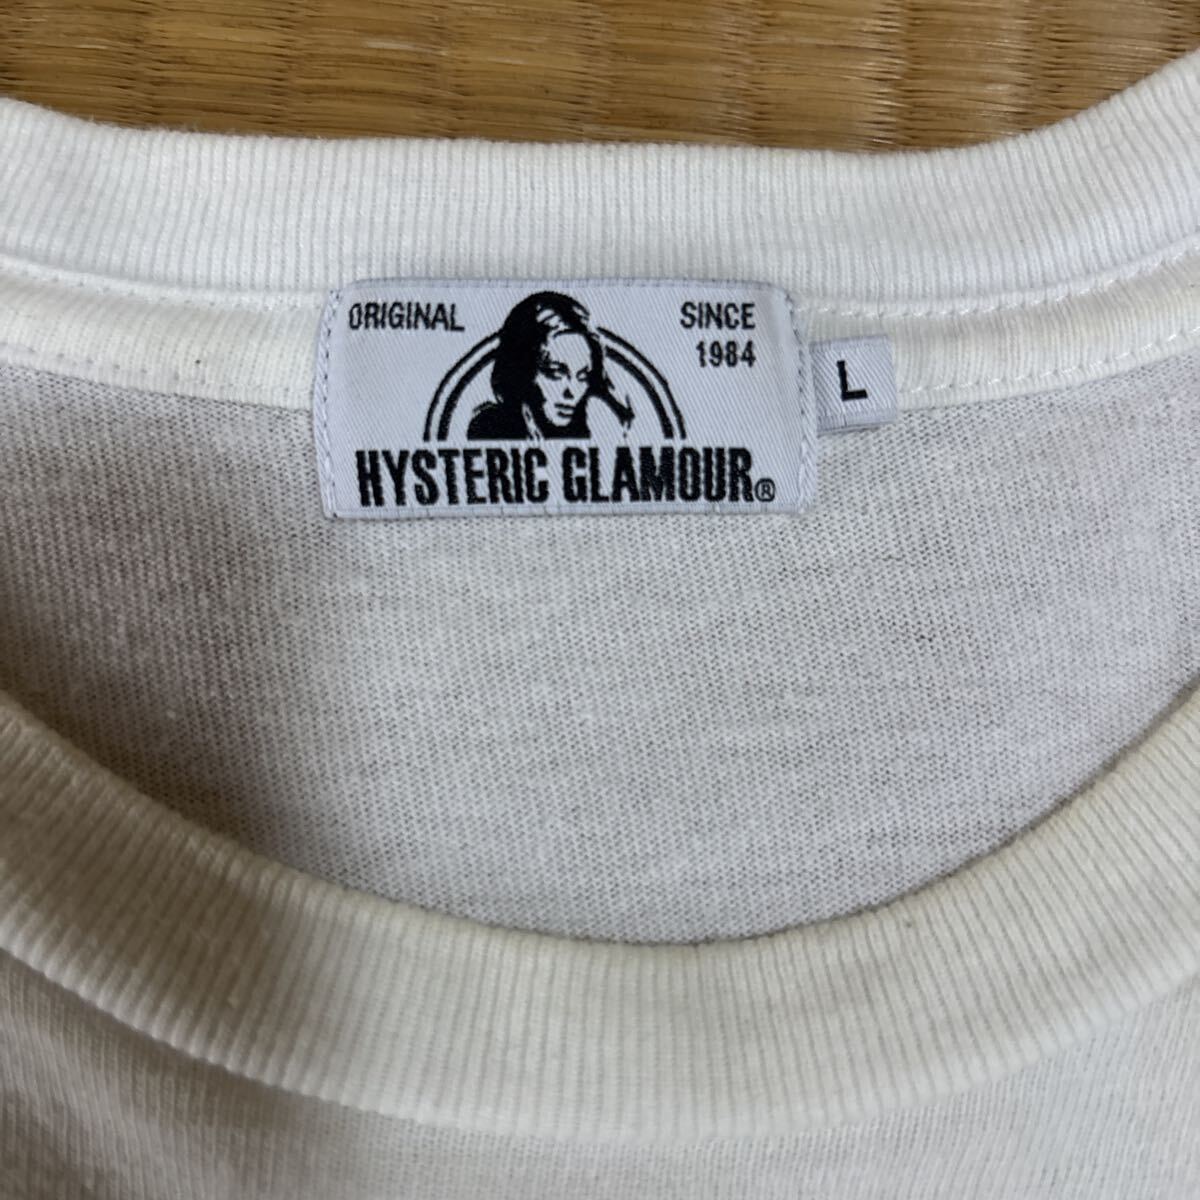 ORIGINAL
SINCE
1984
HYSTERIC GLAMOUR®
L